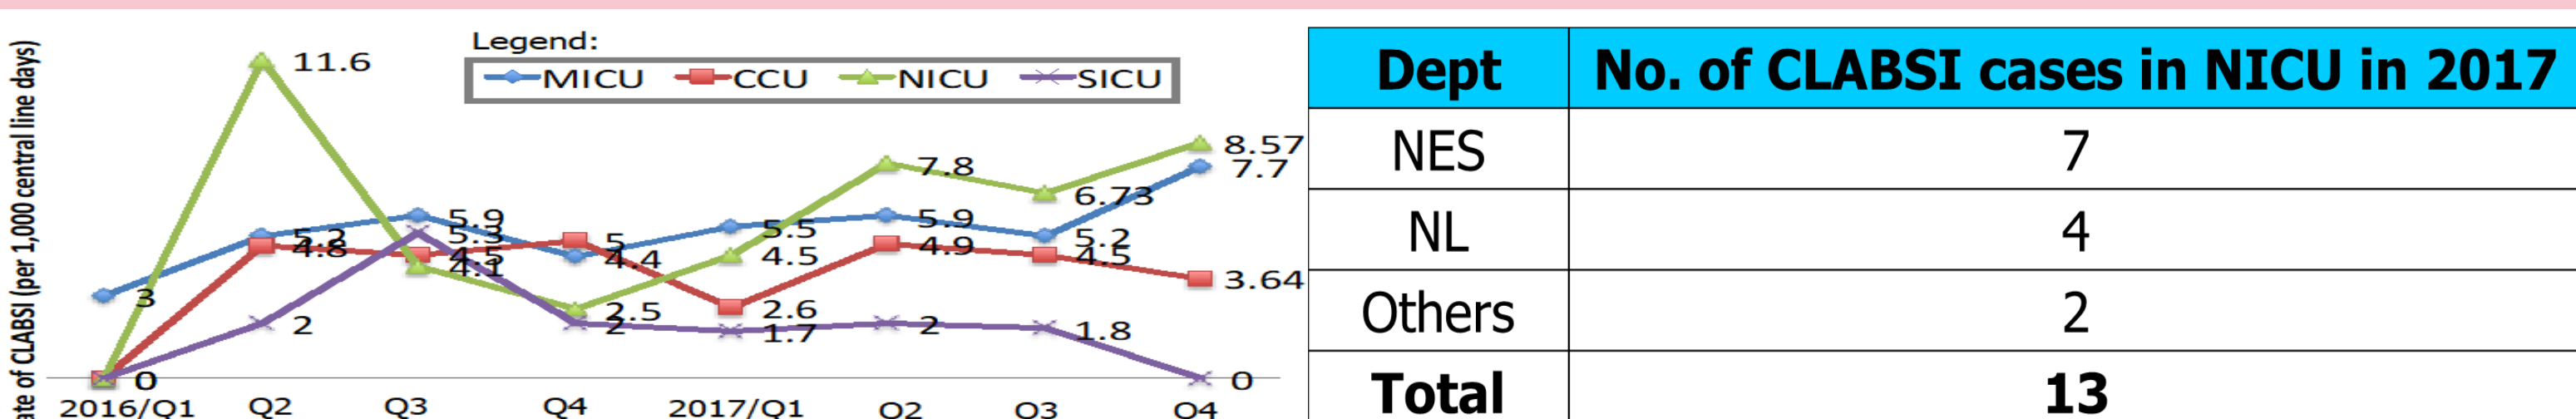 ate of CLABSI (per 1,000 central line days)
Legend:
MICU CCU NICU SICU
11.6
8.57
7.8
7.7
6.73
5.9 5.9
5.2 5.3 5.5 5.2
4.8 4.5 5 4.9 4.5
4.1 4.4 4.5
3.64
3 2.5 2.6
2 2 1.7 2 1.8
0 0
2016/Q1 Q2 Q3 Q4 2017/Q1 Q2 Q3 Q4
Dept No. of CLABSI cases in NICU in 2017
NES 7
NL 4
Others 2
Total 13